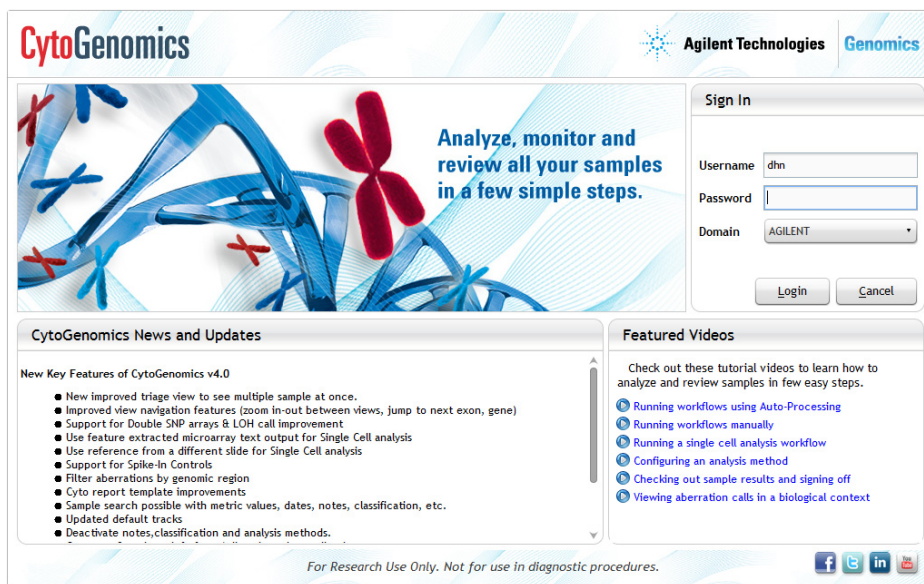 CytoGenomics
Agilent Technologies
Genomics
Analyze, monitor and
review all your samples
in a few simple steps.
Sign In
Username dhn
Password
Domain AGILENT
Login Cancel
CytoGenomics News and Updates
New Key Features of CytoGenomics v4.0
New improved triage view to see multiple sample at once.
Improved view navigation features (zoom in-out between views, jump to next exon, gene)
Support for Double SNP arrays & LOH call improvement
Use feature extracted microarray text output for Single Cell analysis
Use reference from a different slide for Single Cell analysis
Support for Spike-In Controls
Filter aberrations by genomic region
Cyto report template improvements
Sample search possible with metric values, dates, notes, classification, etc.
Updated default tracks
Deactivate notes,classification and analysis methods.
Featured Videos
Check out these tutorial videos to learn how to
analyze and review samples in few easy steps.
Running workflows using Auto-Processing
Running workflows manually
Running a single cell analysis workflow
Configuring an analysis method
Checking out sample results and signing off
Viewing aberration calls in a biological context
For Research Use Only. Not for use in diagnostic procedures.